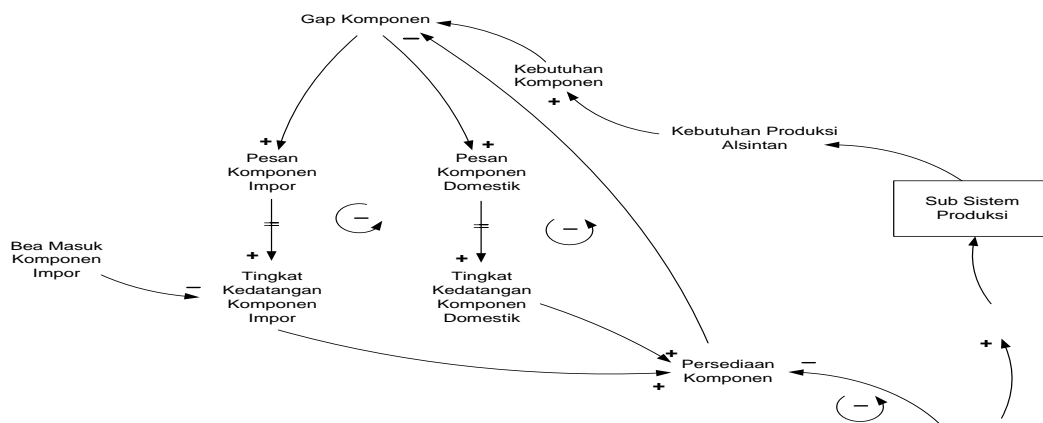 Gap Komponen
−
Kebutuhan
Komponen
+
Kebutuhan Produksi
Alsintan
+
Pesan
Komponen
Impor
+
Pesan
Komponen
Domestik
Sub Sistem
Produksi
−
−
Bea Masuk
Komponen
Impor
−
+
Tingkat
Kedatangan
Komponen
Impor
+
Tingkat
Kedatangan
Komponen
Domestik
+
+
Persediaan
Komponen
−
+
−